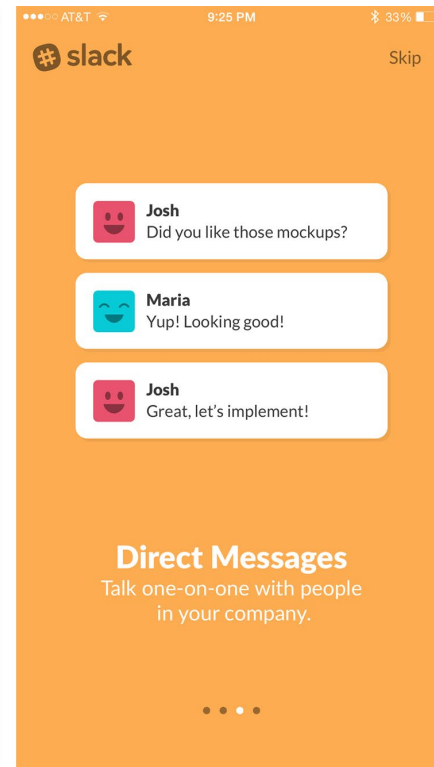 AT&T 9:25 PM 33%
slack Skip
Josh
Did you like those mockups?
Maria
Yup! Looking good!
Josh
Great, let's implement!
Direct Messages
Talk one-on-one with people
in your company.